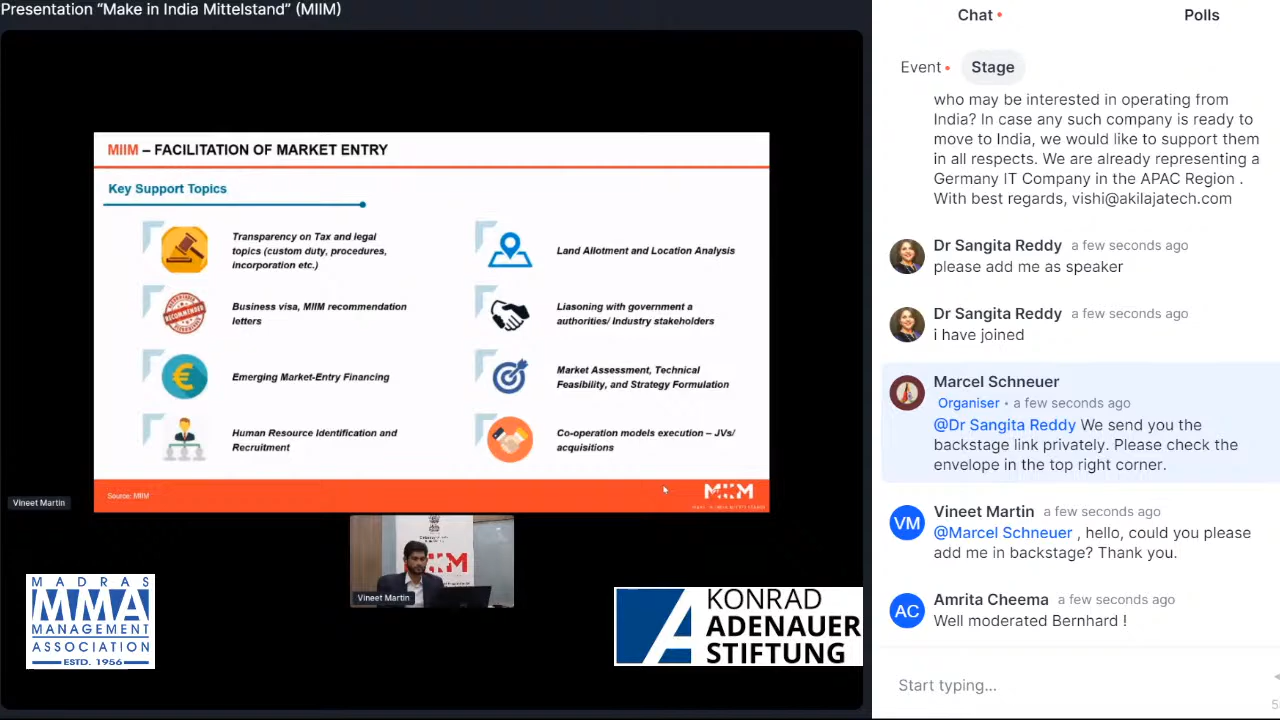 Presentation “Make in India Mittelstand” (MIIM)
MIIM – FACILITATION OF MARKET ENTRY
Key Support Topics
Transparency on Tax and legal
topics (custom duty, procedures,
incorporation etc.)
Business visa, MIIM recommendation
letters
RECOMMENDED
Emerging Market-Entry Financing
Human Resource Identification and
Recruitment
Land Allotment and Location Analysis
Liasoning with government a
authorities/ Industry stakeholders
Market Assessment, Technical
Feasibility, and Strategy Formulation
Co-operation models execution – JVs/
acquisitions
Source: MIIM
MIIM
Vineet Martin
Vineet Martin
MADRAS
MMA
MANAGEMENT
ASSOCIATION
ESTD. 1956
KONRAD
ADENAUER
STIFTUNG
Chat
Polls
Event
Stage
who may be interested in operating from
India? In case any such company is ready to
move to India, we would like to support them
in all respects. We are already representing a
Germany IT Company in the APAC Region .
With best regards, vishi@akilajatech.com
Dr Sangita Reddy a few seconds ago
please add me as speaker
Dr Sangita Reddy a few seconds ago
i have joined
Marcel Schneuer
Organiser • a few seconds ago
@Dr Sangita Reddy We send you the
backstage link privately. Please check the
envelope in the top right corner.
VM
Vineet Martin a few seconds ago
@Marcel Schneuer , hello, could you please
add me in backstage? Thank you.
AC
Amrita Cheema a few seconds ago
Well moderated Bernhard !
Start typing...